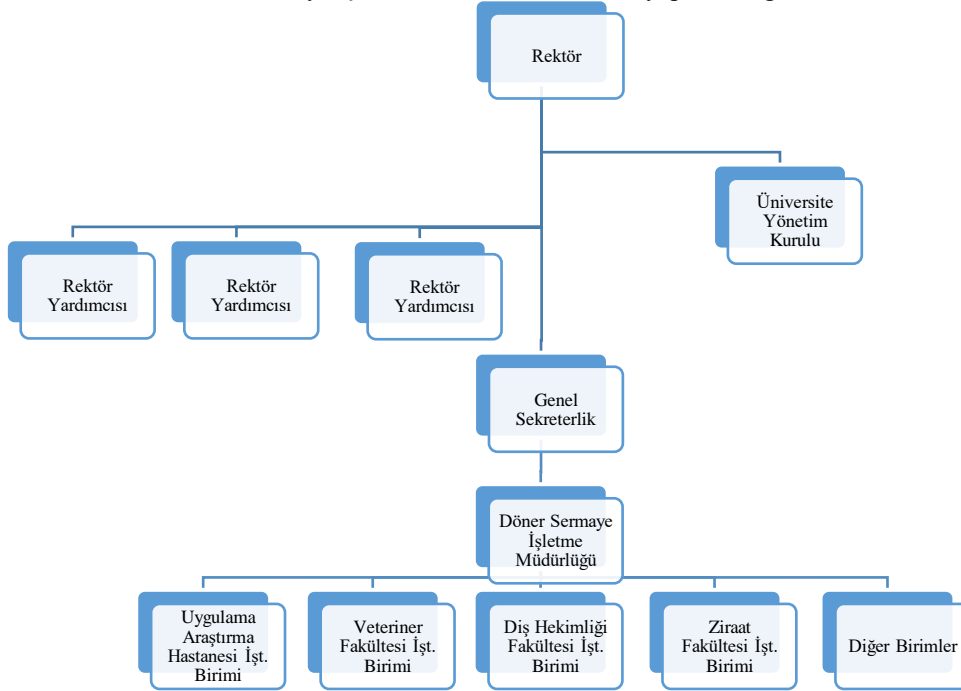 Rektör
Üniversite
Yönetim
Kurulu
Rektör
Yardımcısı
Rektör
Yardımcısı
Rektör
Yardımcısı
Genel
Sekreterlik
Döner Sermaye
İşletme
Müdürlüğü
Uygulama
Araştırma
Hastanesi İşt.
Birimi
Veteriner
Fakültesi İşt.
Birimi
Diş Hekimliği
Fakültesi İşt.
Birimi
Ziraat
Fakültesi İşt.
Birimi
Diğer Birimler